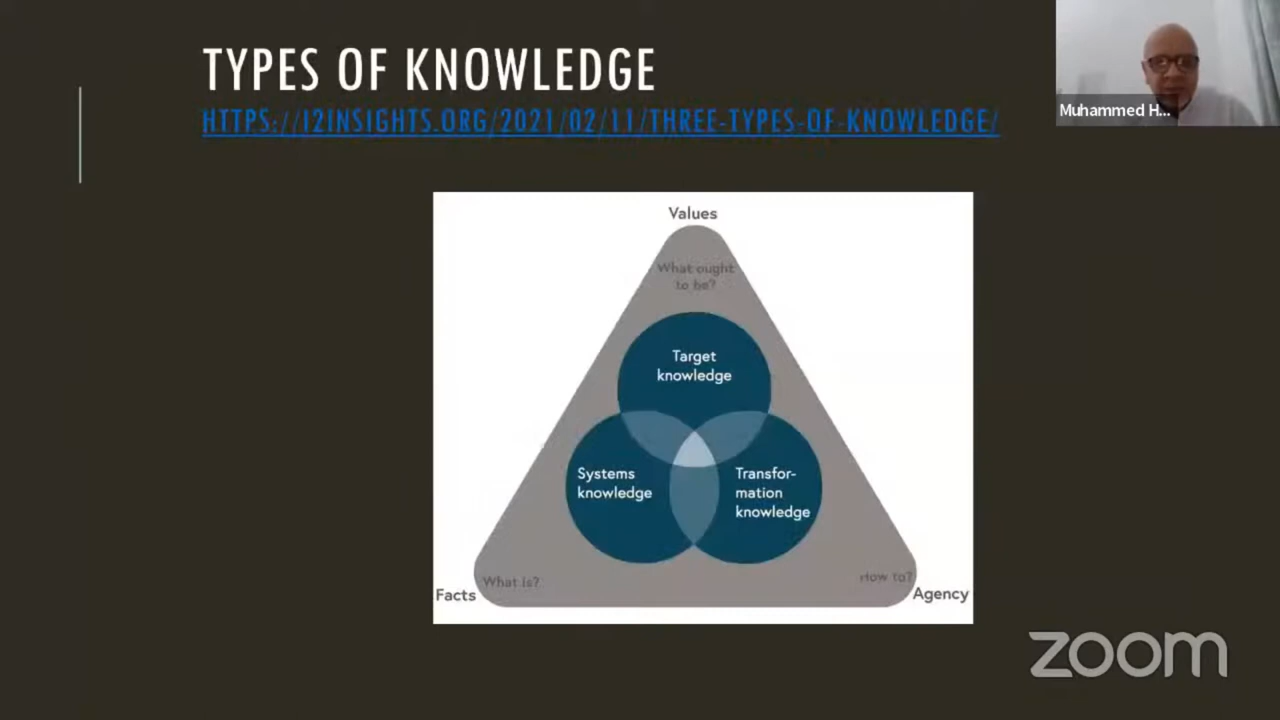 TYPES OF KNOWLEDGE
HTTPS://I2INSIGHTS.ORG/2021/02/11/THREE-TYPES-OF-KNOWLEDGE/
Muhammed H...
Values
What ought
to be?
Target
knowledge
Systems
knowledge
Transfor-
mation
knowledge
What is?
How to?
Facts
Agency
zoom